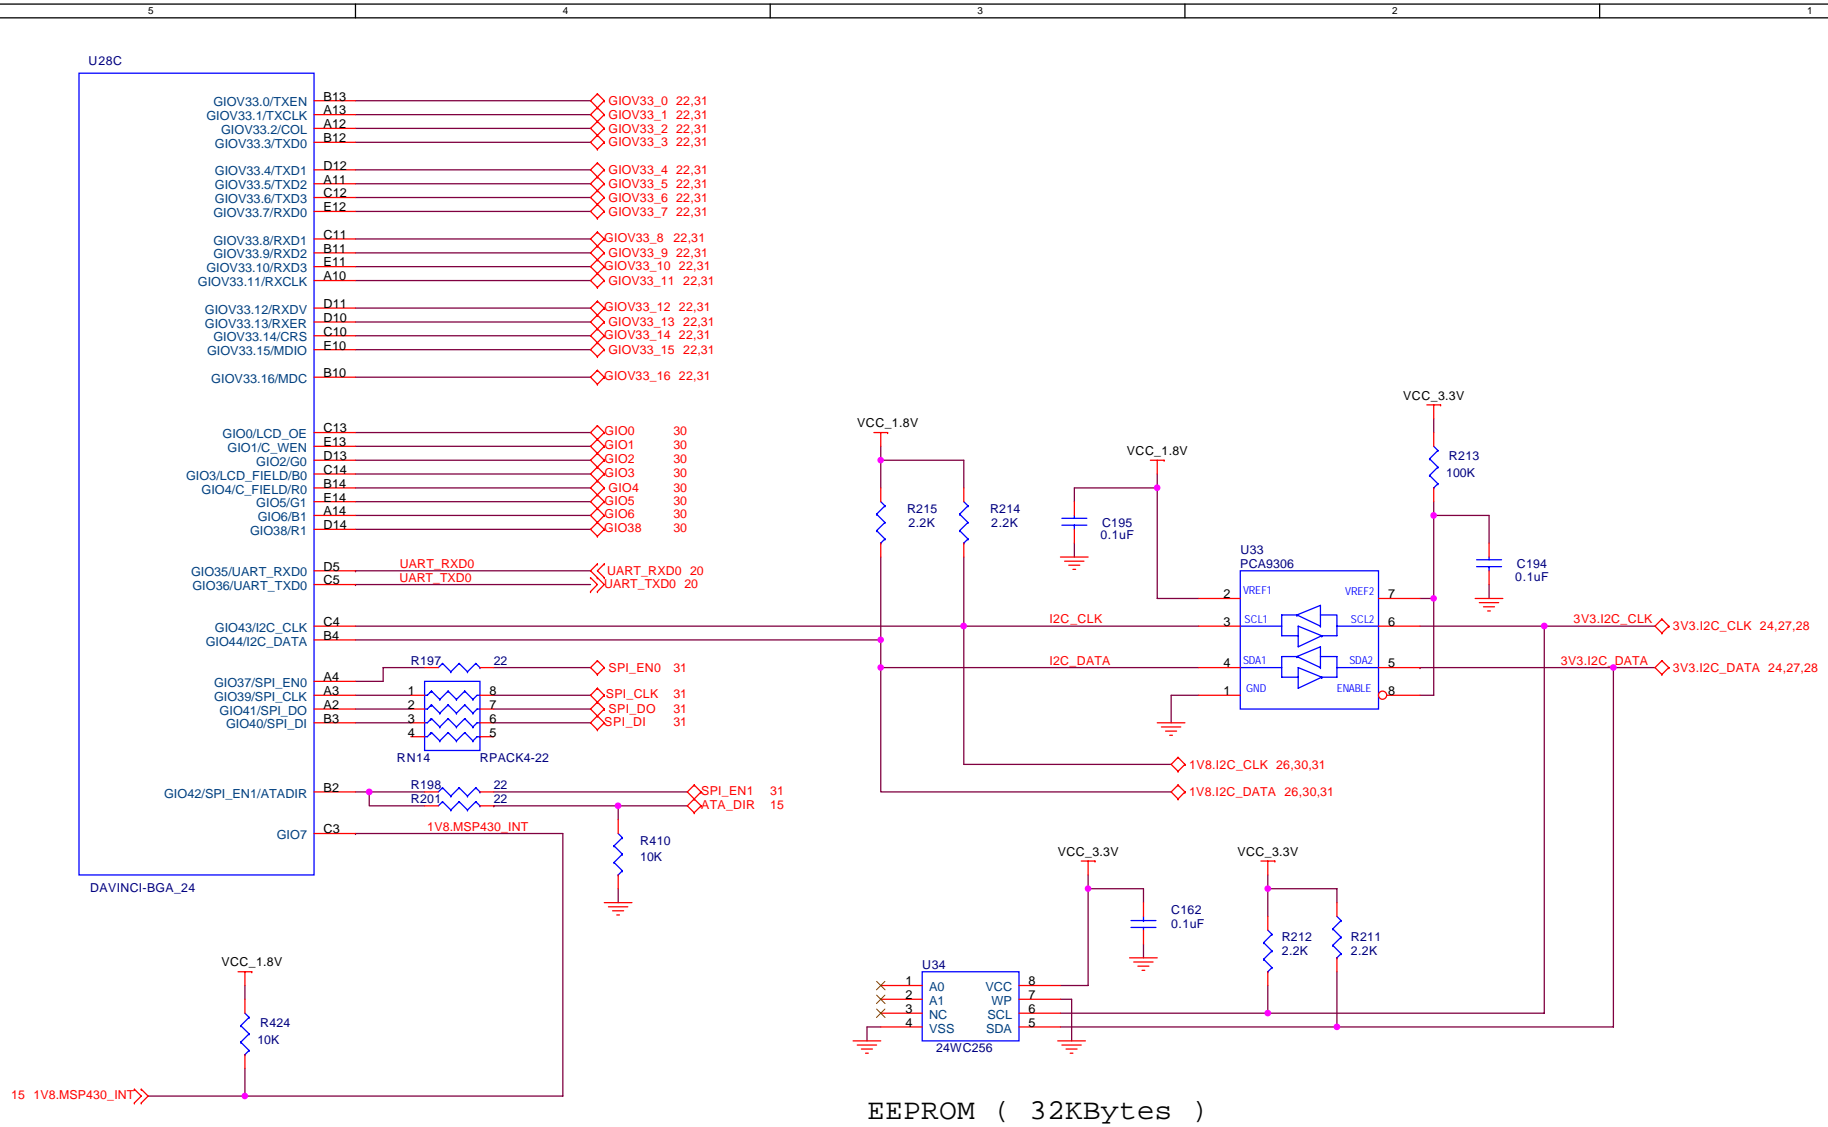 5 4 3 2 1
U28C
GIOV33.0/TXEN B13 GIOV33_0 22,31
GIOV33.1/TXCLK A13 GIOV33_1 22,31
GIOV33.2/COL A12 GIOV33_2 22,31
GIOV33.3/TXD0 B12 GIOV33_3 22,31
GIOV33.4/TXD1 D12 GIOV33_4 22,31
GIOV33.5/TXD2 A11 GIOV33_5 22,31
GIOV33.6/TXD3 C12 GIOV33_6 22,31
GIOV33.7/RXD0 E12 GIOV33_7 22,31
GIOV33.8/RXD1 C11 GIOV33_8 22,31
GIOV33.9/RXD2 B11 GIOV33_9 22,31
GIOV33.10/RXD3 E11 GIOV33_10 22,31
GIOV33.11/RXCLK A10 GIOV33_11 22,31
GIOV33.12/RXDV D11 GIOV33_12 22,31
GIOV33.13/RXER D10 GIOV33_13 22,31
GIOV33.14/CRS C10 GIOV33_14 22,31
GIOV33.15/MDIO E10 GIOV33_15 22,31
GIOV33.16/MDC B10 GIOV33_16 22,31
GIO0/LCD_OE C13 GIO0 30
GIO1/C_WEN E13 GIO1 30
GIO2/G0 D13 GIO2 30
GIO3/LCD_FIELD/B0 C14 GIO3 30
GIO4/C_FIELD/R0 B14 GIO4 30
GIO5/G1 E14 GIO5 30
GIO6/B1 A14 GIO6 30
GIO38/R1 D14 GIO38 30
GIO35/UART_RXD0 D5 UART_RXD0 UART_RXD0 20
GIO36/UART_TXD0 C5 UART_TXD0 UART_TXD0 20
GIO43/I2C_CLK C4
GIO44/I2C_DATA B4
R197 22 SPI_EN0 31
GIO37/SPI_EN0 A4
GIO39/SPI_CLK A3 1 8 SPI_CLK 31
GIO41/SPI_DO A2 2 7 SPI_DO 31
GIO40/SPI_DI B3 3 6 SPI_DI 31
4 5
RN14 RPACK4-22
GIO42/SPI_EN1/ATADIR B2 R198 22 SPI_EN1 31
R201 22 ATA_DIR 15
GIO7 C3 1V8.MSP430_INT
R410
10K
DAVINCI-BGA_24
VCC_1.8V
R424
10K
15 1V8.MSP430_INT
VCC_1.8V
R215
2.2K
R214
2.2K
VCC_1.8V
C195
0.1uF
VCC_3.3V
R213
100K
C194
0.1uF
U33
PCA9306
2 VREF1 VREF2 7
I2C_CLK 3 SCL1 SCL2 6 3V3.I2C_CLK 3V3.I2C_CLK 24,27,28
I2C_DATA 4 SDA1 SDA2 5 3V3.I2C_DATA 3V3.I2C_DATA 24,27,28
1 GND ENABLE 8
1V8.I2C_CLK 26,30,31
1V8.I2C_DATA 26,30,31
VCC_3.3V
C162
0.1uF
VCC_3.3V
R212
2.2K
R211
2.2K
U34
1 A0 VCC 8
2 A1 WP 7
3 NC SCL 6
4 VSS SDA 5
24WC256
EEPROM ( 32KBytes )